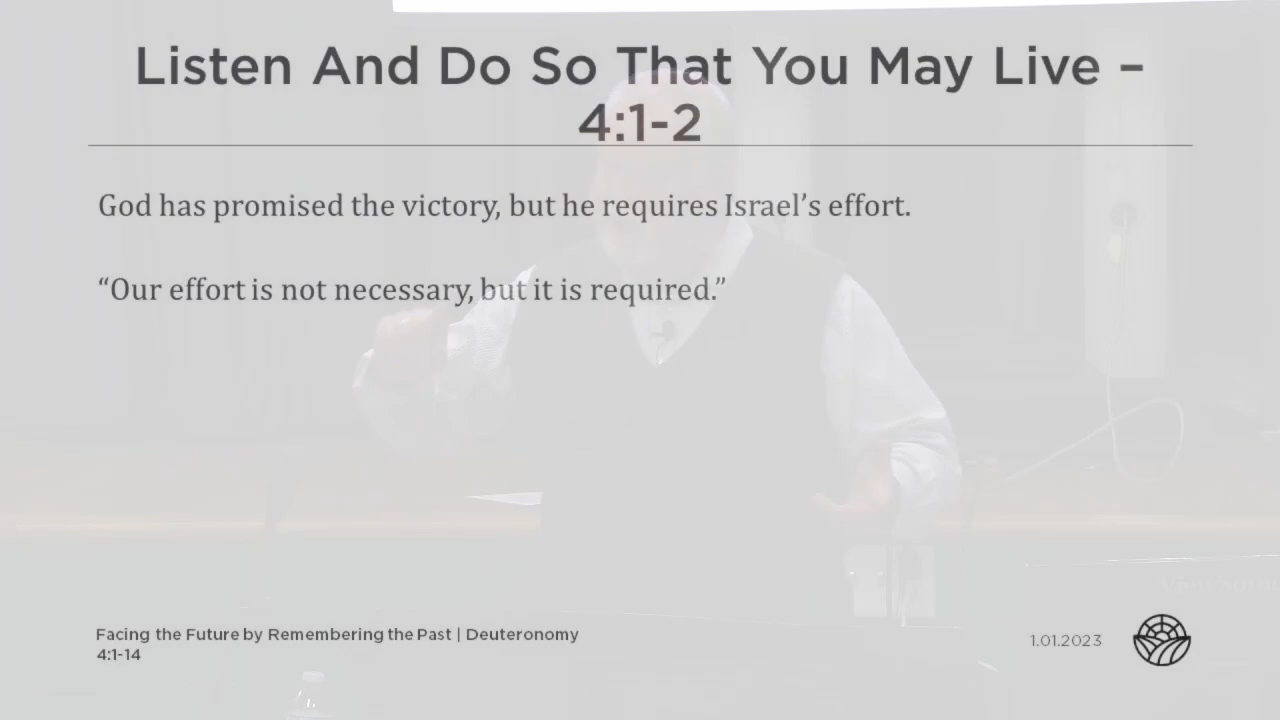 Listen And Do So That You May Live –
4:1-2
God has promised the victory, but he requires Israel’s effort.
“Our effort is not necessary, but it is required.”
Facing the Future by Remembering the Past | Deuteronomy
4:1-14
1.01.2023
ViewSonic